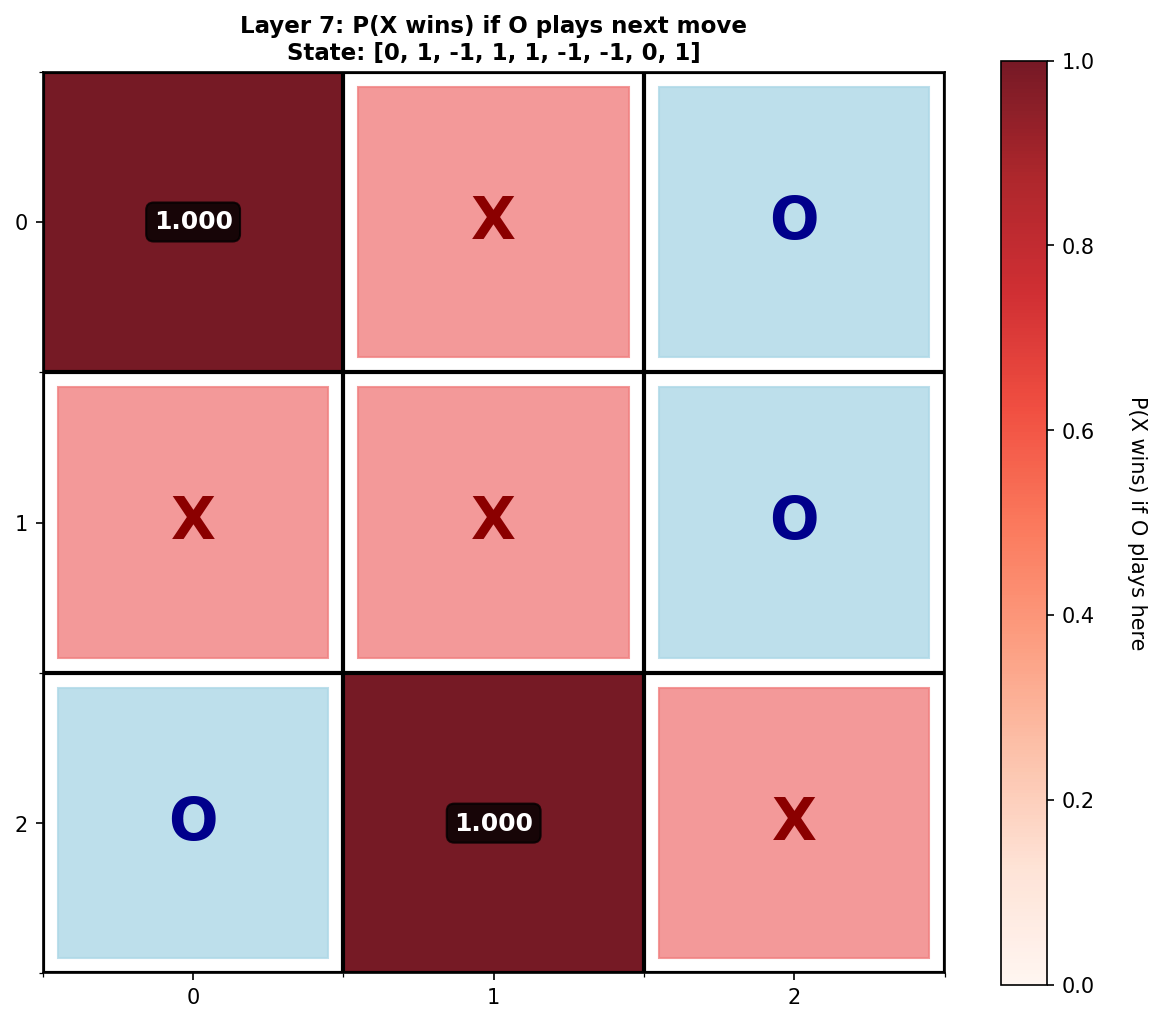 Layer 7: P(X wins) if O plays next move
State: [0, 1, -1, 1, 1, -1, -1, 0, 1]
0
1.000
X
O
1
X
X
O
2
O
1.000
X
0
1
2
1.0
0.8
0.6
0.4
0.2
0.0
P(X wins) if O plays here